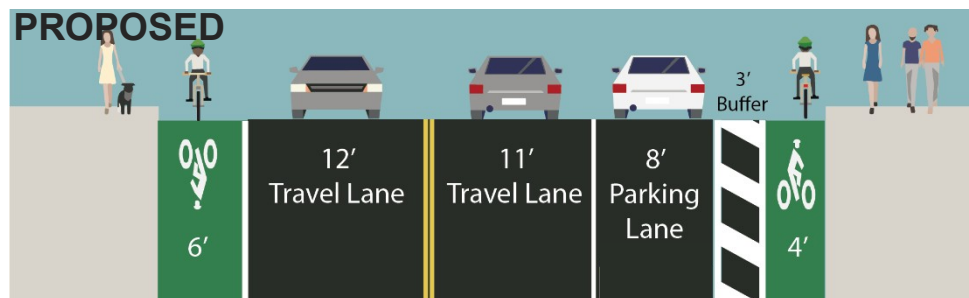 PROPOSED
3’
Buffer
12’
Travel Lane
11’
Travel Lane
8’
Parking
Lane
6’
4’